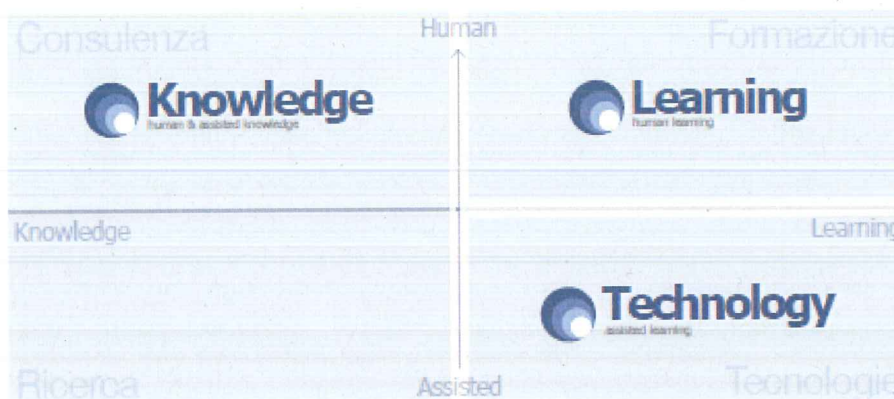 Consulenza
Human
Formazione
Knowledge
human & assisted knowledge
Learning
human learning
Knowledge
Learning
Technology
assisted learning
Ricerca
Assisted
Tecnologie